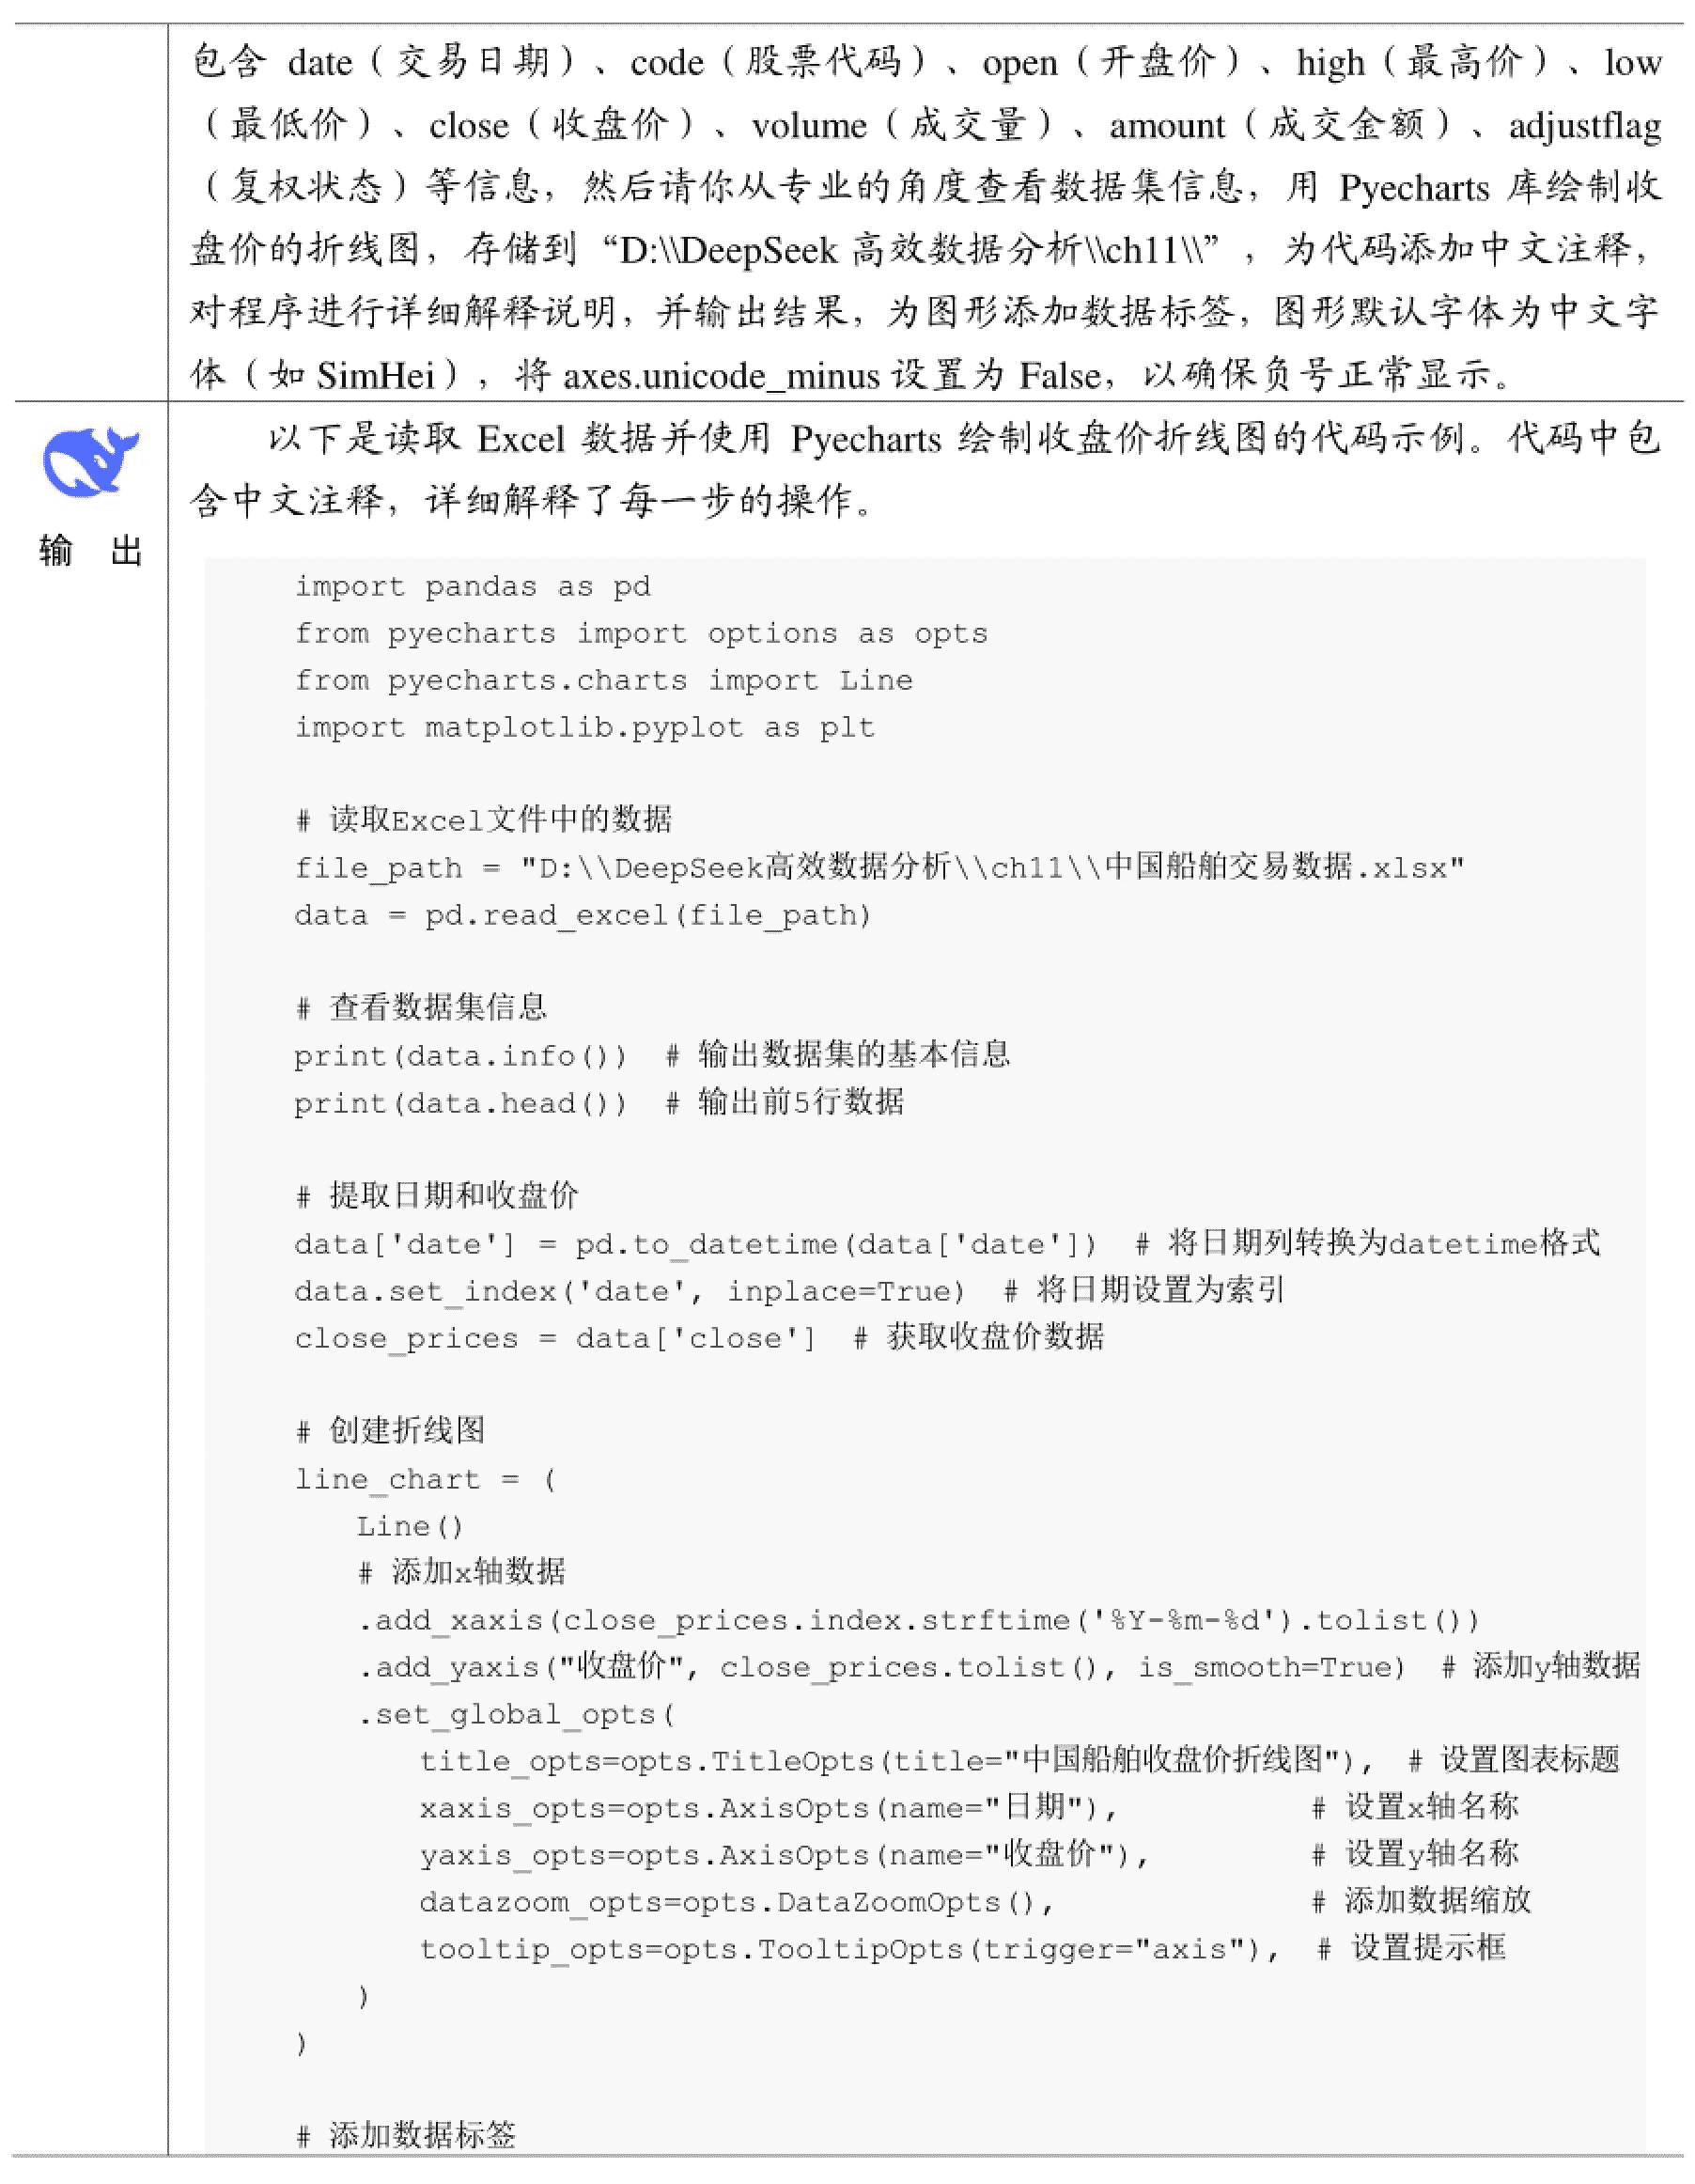 包含 date（交易日期）、code（股票代码）、open（开盘价）、high（最高价）、low
（最低价）、close（收盘价）、volume（成交量）、amount（成交金额）、adjustflag
（复权状态）等信息，然后请你从专业的角度查看数据集信息，用 Pyecharts 库绘制收
盘价的折线图，存储到“D:\\DeepSeek 高效数据分析\\ch11\\”，为代码添加中文注释，
对程序进行详细解释说明，并输出结果，为图形添加数据标签，图形默认字体为中文字
体（如 SimHei），将 axes.unicode_minus 设置为 False，以确保负号正常显示。
输 出
以下是读取 Excel 数据并使用 Pyecharts 绘制收盘价折线图的代码示例。代码中包
含中文注释，详细解释了每一步的操作。
import pandas as pd
from pyecharts import options as opts
from pyecharts.charts import Line
import matplotlib.pyplot as plt
# 读取Excel文件中的数据
file_path = "D:\\DeepSeek高效数据分析\\ch11\\中国船舶交易数据.xlsx"
data = pd.read_excel(file_path)
# 查看数据集信息
print(data.info())  # 输出数据集的基本信息
print(data.head())  # 输出前5行数据
# 提取日期和收盘价
data['date'] = pd.to_datetime(data['date'])  # 将日期列转换为datetime格式
data.set_index('date', inplace=True)  # 将日期设置为索引
close_prices = data['close']  # 获取收盘价数据
# 创建折线图
line_chart = (
    Line()
    # 添加x轴数据
    .add_xaxis(close_prices.index.strftime('%Y-%m-%d').tolist())
    .add_yaxis("收盘价", close_prices.tolist(), is_smooth=True)  # 添加y轴数据
    .set_global_opts(
        title_opts=opts.TitleOpts(title="中国船舶收盘价折线图"),  # 设置图表标题
        xaxis_opts=opts.AxisOpts(name="日期"),  # 设置x轴名称
        yaxis_opts=opts.AxisOpts(name="收盘价"),  # 设置y轴名称
        datazoom_opts=opts.DataZoomOpts(),  # 添加数据缩放
        tooltip_opts=opts.TooltipOpts(trigger="axis"),  # 设置提示框
    )
)
# 添加数据标签